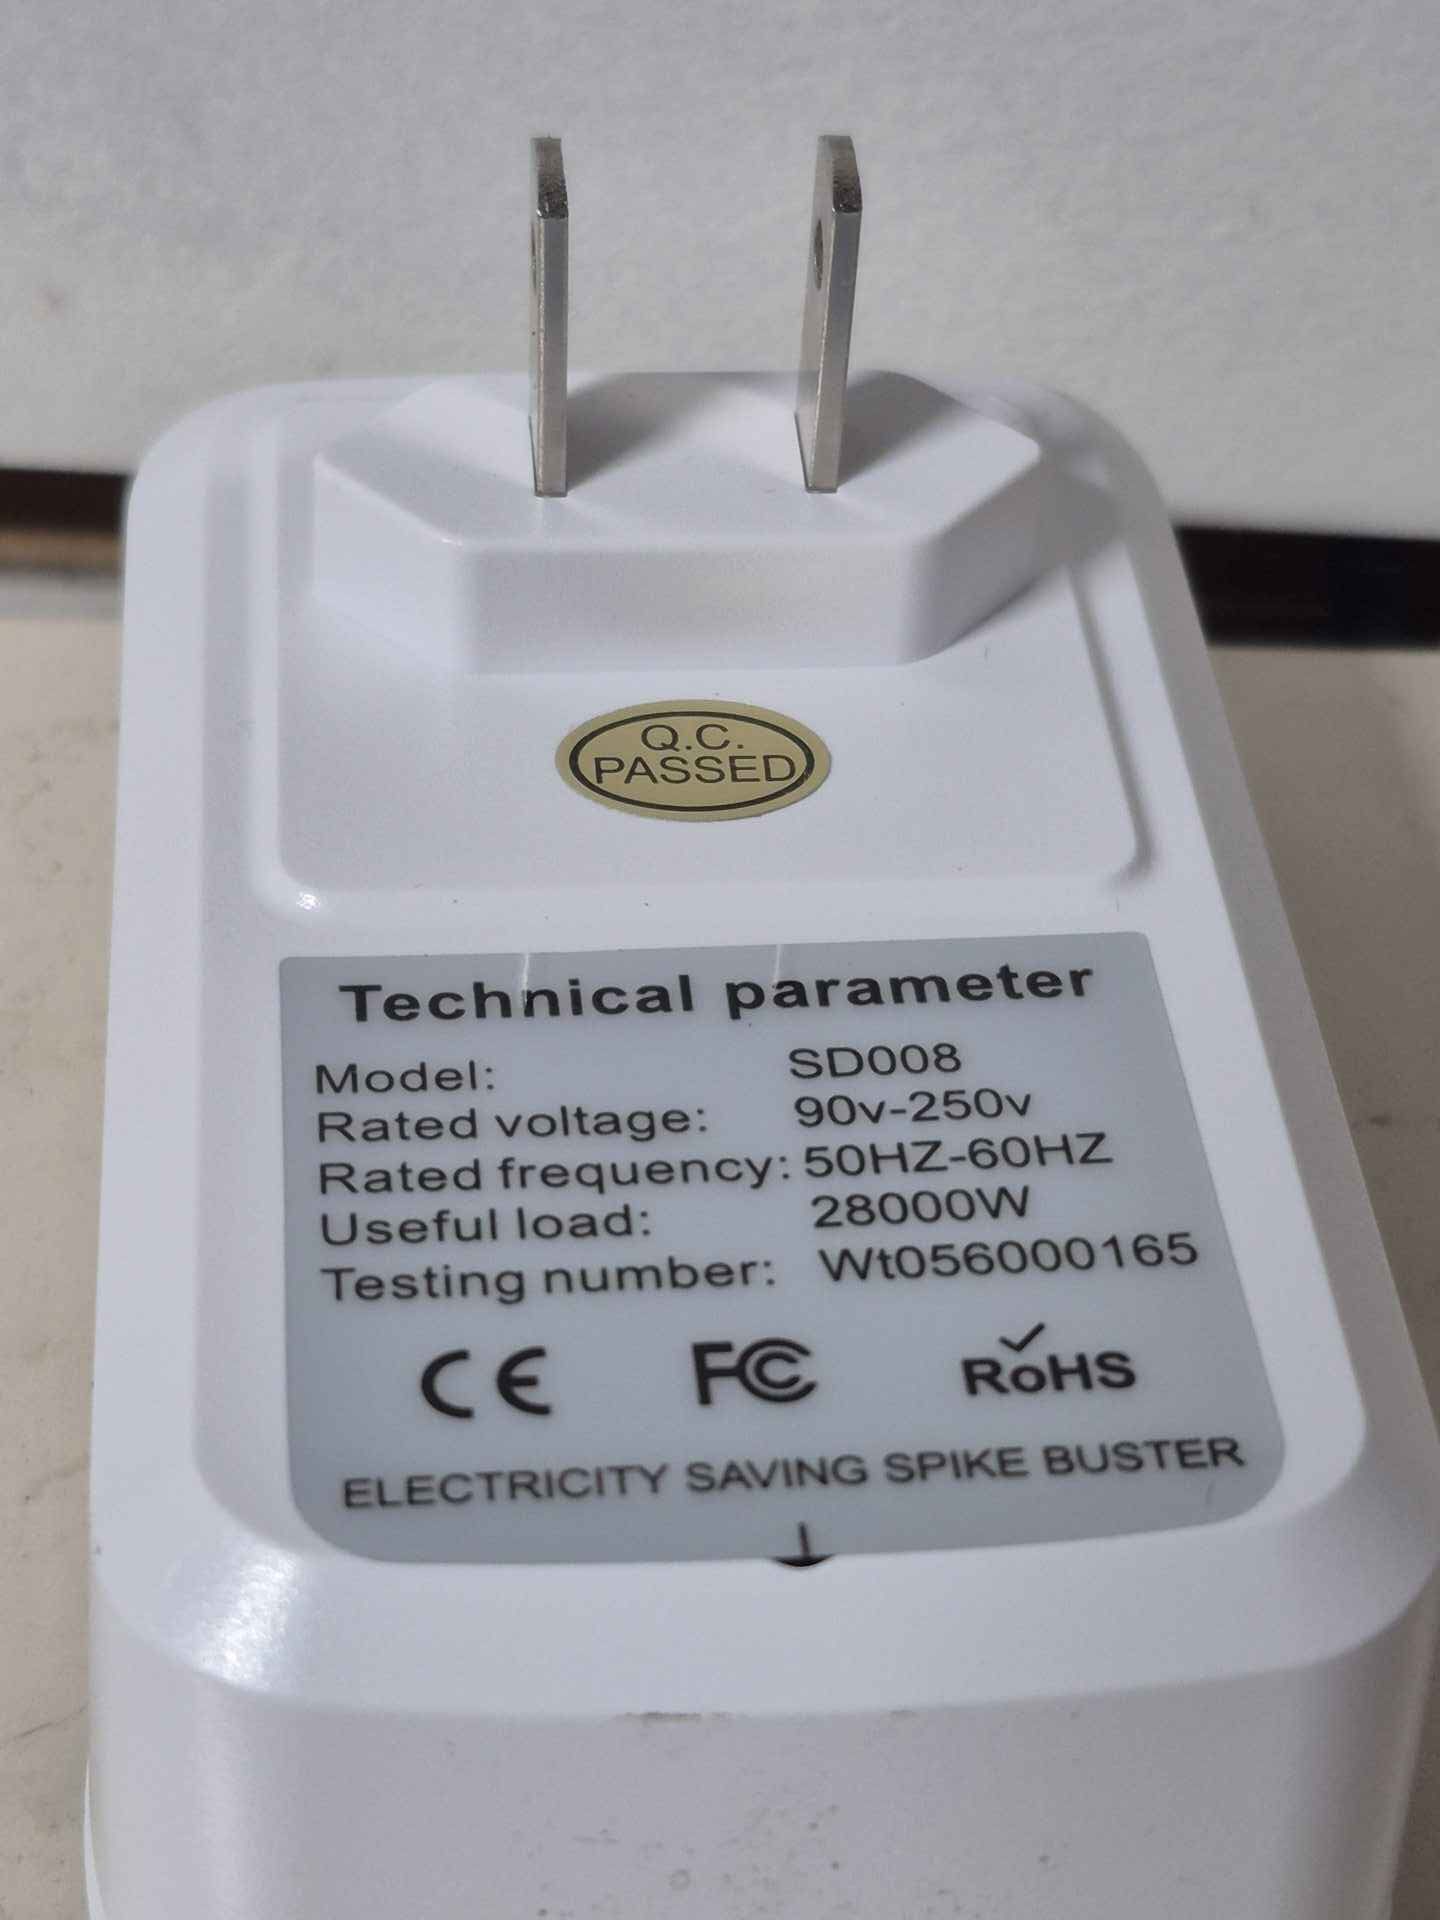 Q.C.
PASSED
Technical parameter
Model: SD008
Rated voltage: 90v-250v
Rated frequency: 50HZ-60HZ
Useful load: 28000W
Testing number: Wt056000165
CE FC RoHS
ELECTRICITY SAVING SPIKE BUSTER